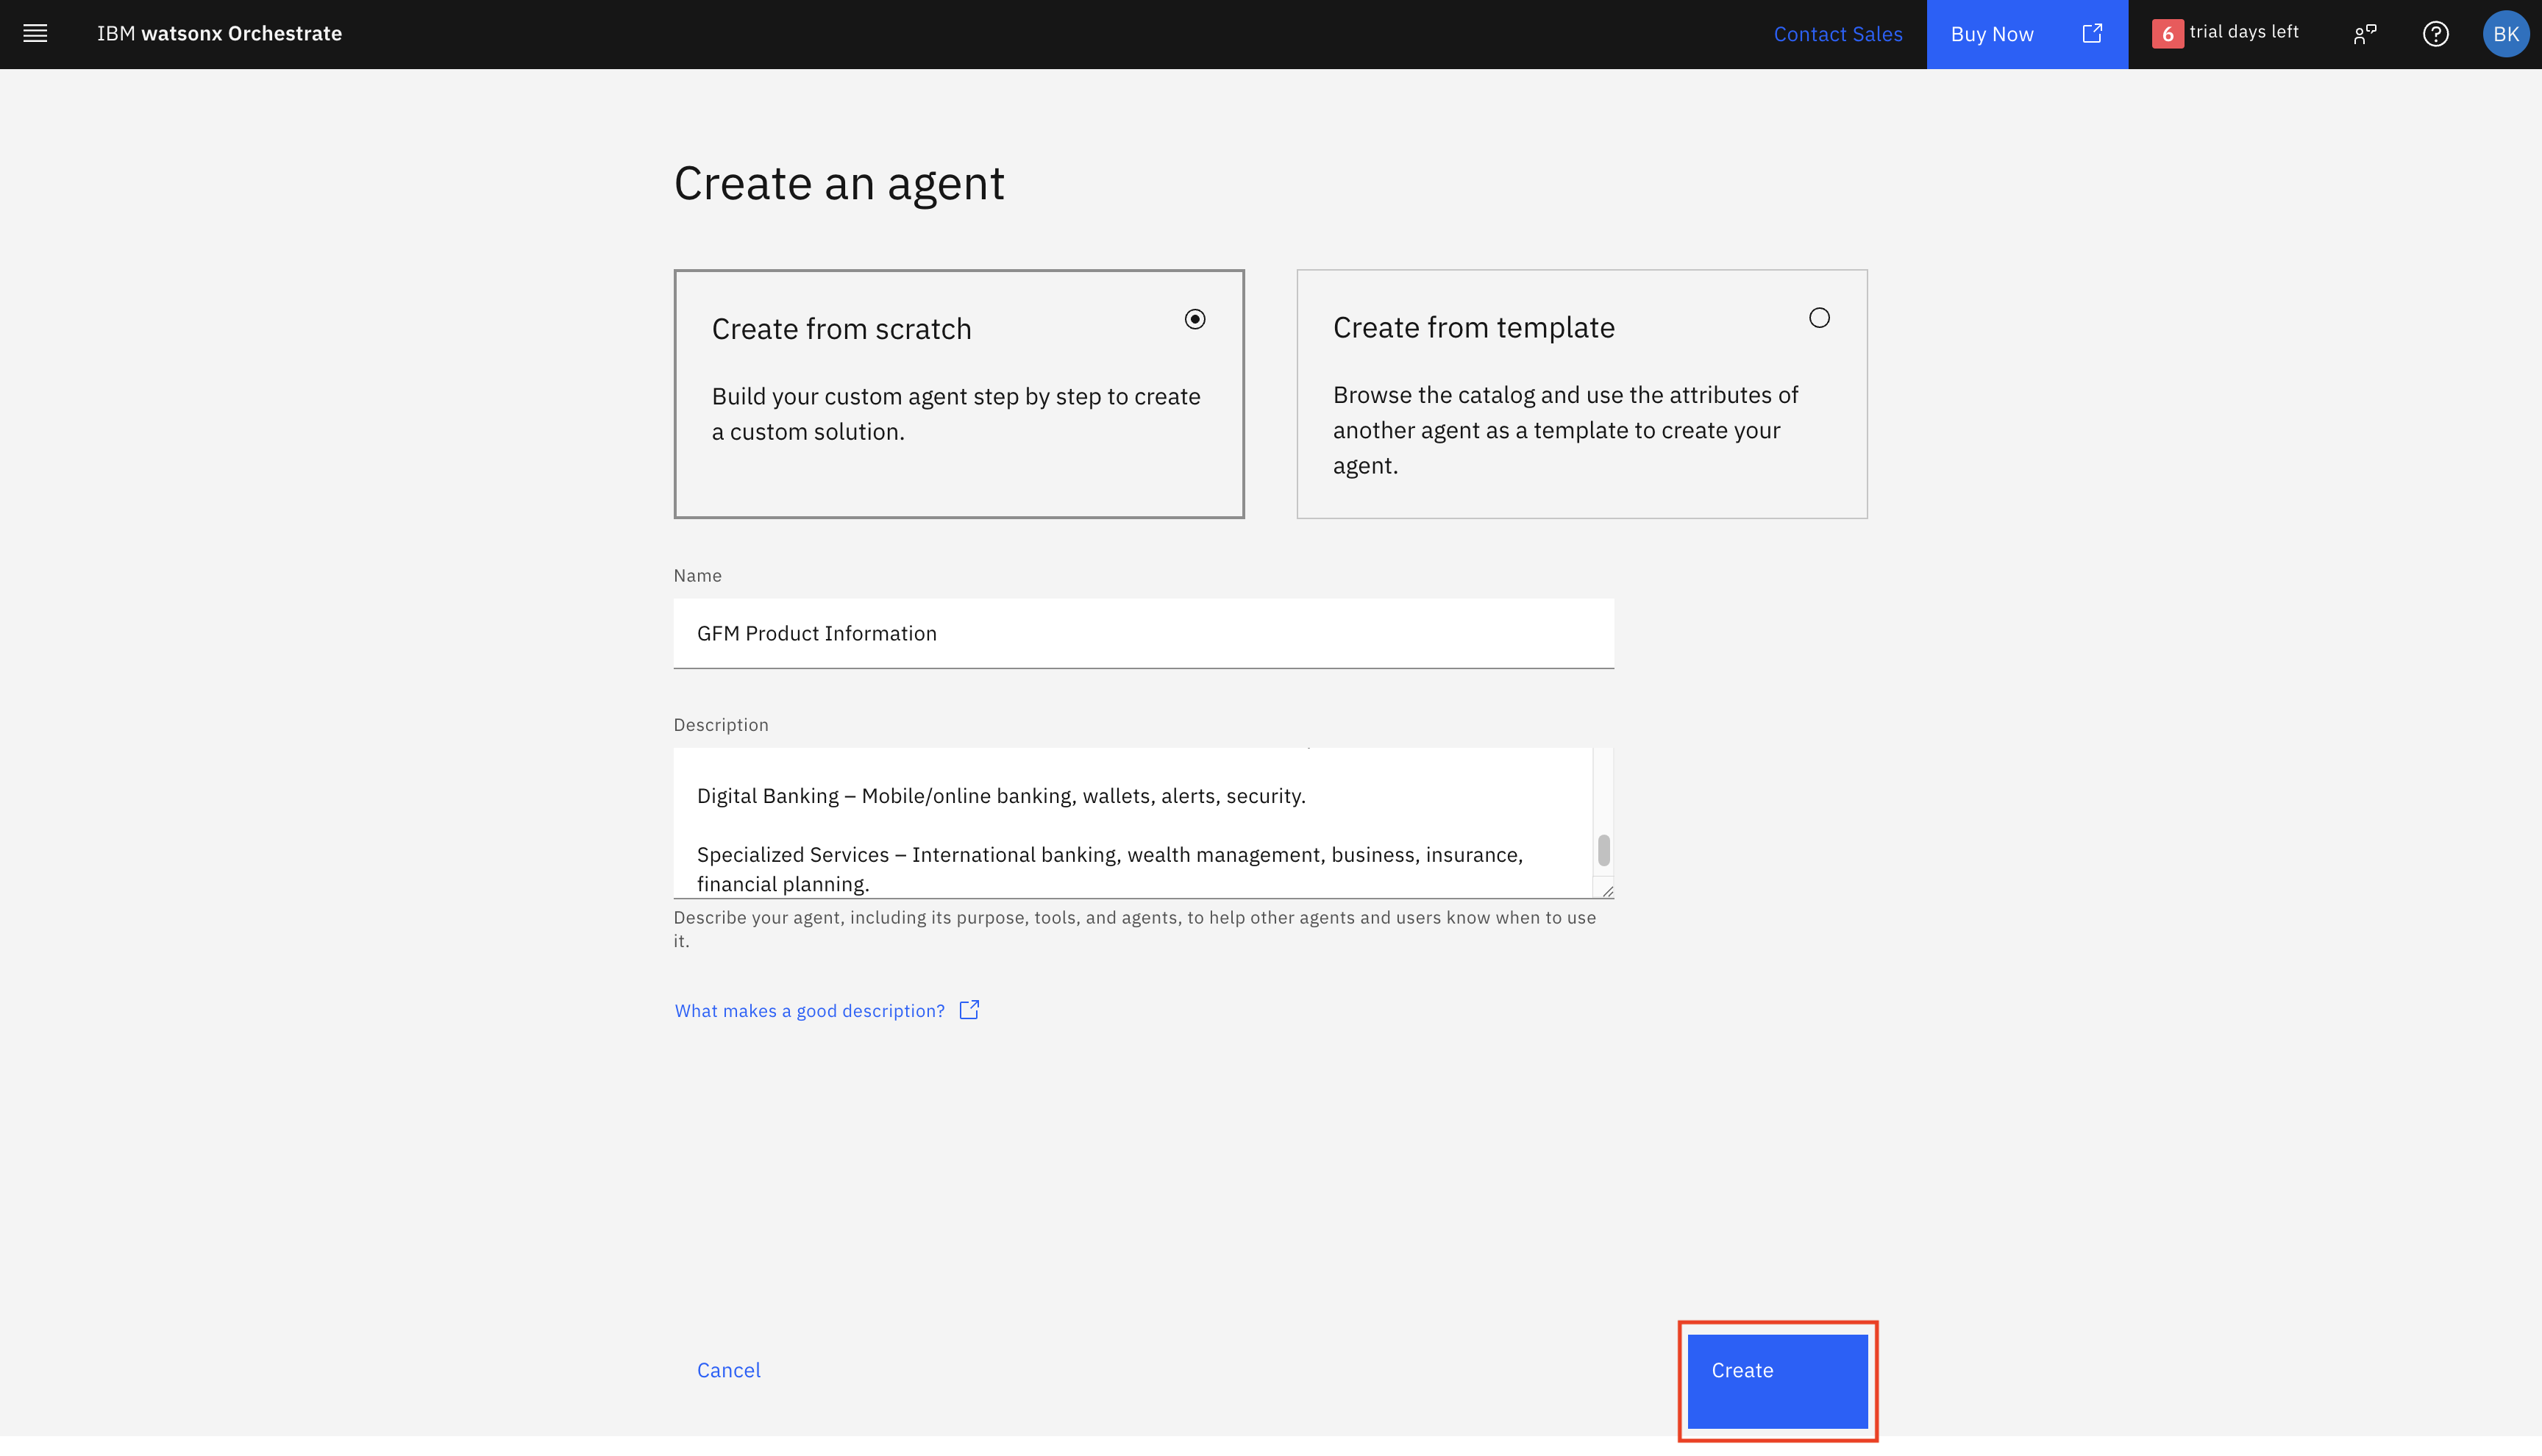 IBM watsonx Orchestrate
Contact Sales
Buy Now
6 trial days left
BK
Create an agent
Create from scratch
Build your custom agent step by step to create
a custom solution.
Create from template
Browse the catalog and use the attributes of
another agent as a template to create your
agent.
Name
GFM Product Information
Description
Digital Banking – Mobile/online banking, wallets, alerts, security.
Specialized Services – International banking, wealth management, business, insurance,
financial planning.
Describe your agent, including its purpose, tools, and agents, to help other agents and users know when to use
it.
What makes a good description?
Cancel
Create